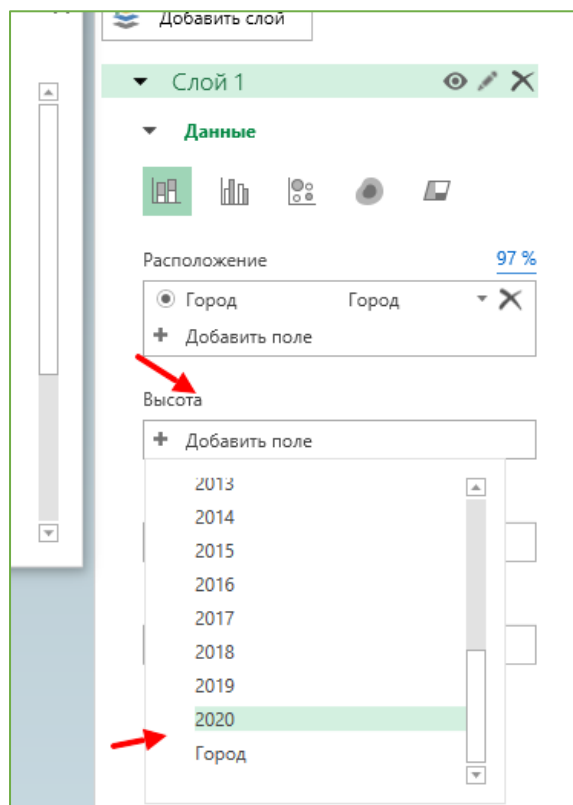 Добавить слой
Слой 1
Данные
Расположение 97 %
Город Город
Добавить поле
Высота
Добавить поле
2013
2014
2015
2016
2017
2018
2019
2020
Город